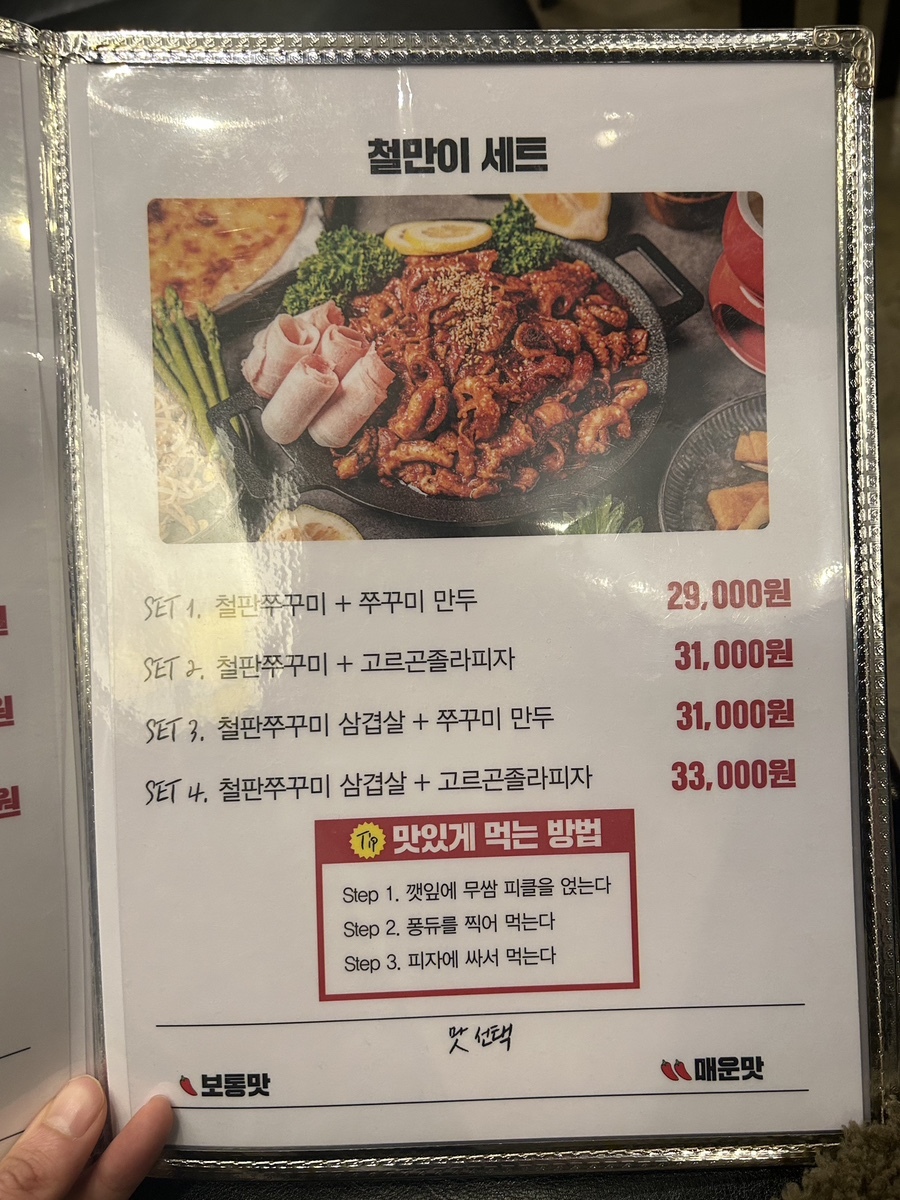 철만이 세트
SET 1. 철판쭈꾸미 + 쭈꾸미 만두 29,000원
SET 2. 철판쭈꾸미 + 고르곤졸라피자 31,000원
SET 3. 철판쭈꾸미 삼겹살 + 쭈꾸미 만두 31,000원
SET 4. 철판쭈꾸미 삼겹살 + 고르곤졸라피자 33,000원
Tip 맛있게 먹는 방법
Step 1. 깻잎에 무쌈 피클을 얹는다
Step 2. 퐁듀를 찍어 먹는다
Step 3. 피자에 싸서 먹는다
맛 선택
보통맛 매운맛
원
원
원